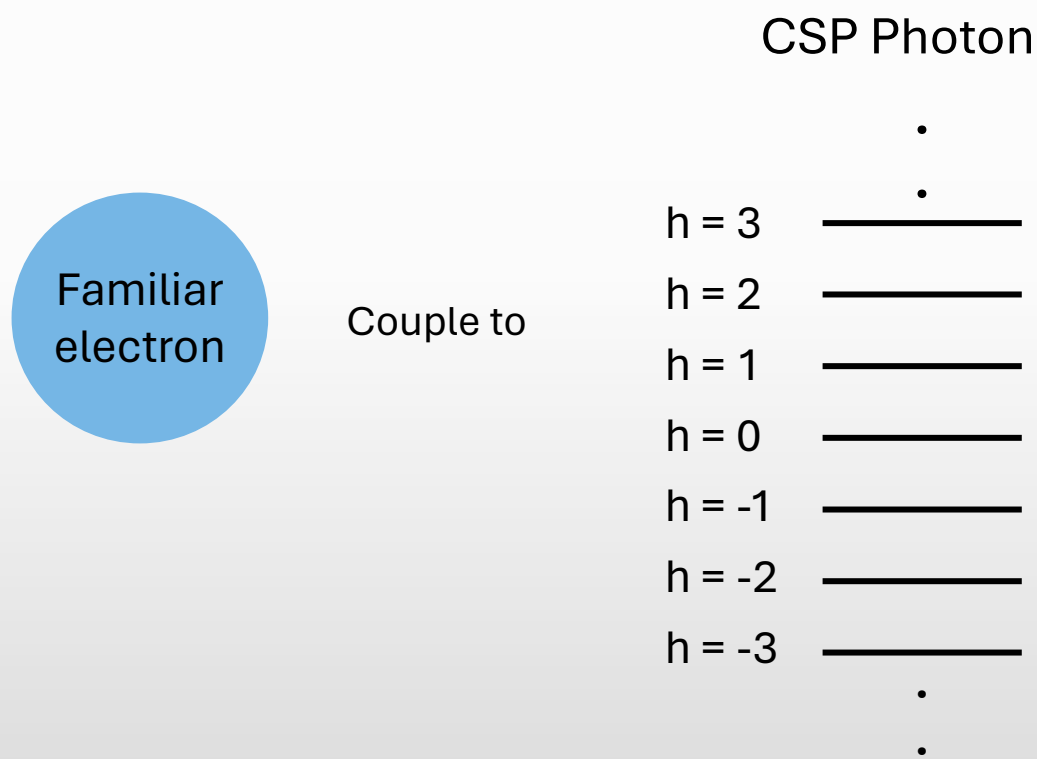 CSP Photon
Familiar
electron
Couple to
h = 3
h = 2
h = 1
h = 0
h = -1
h = -2
h = -3